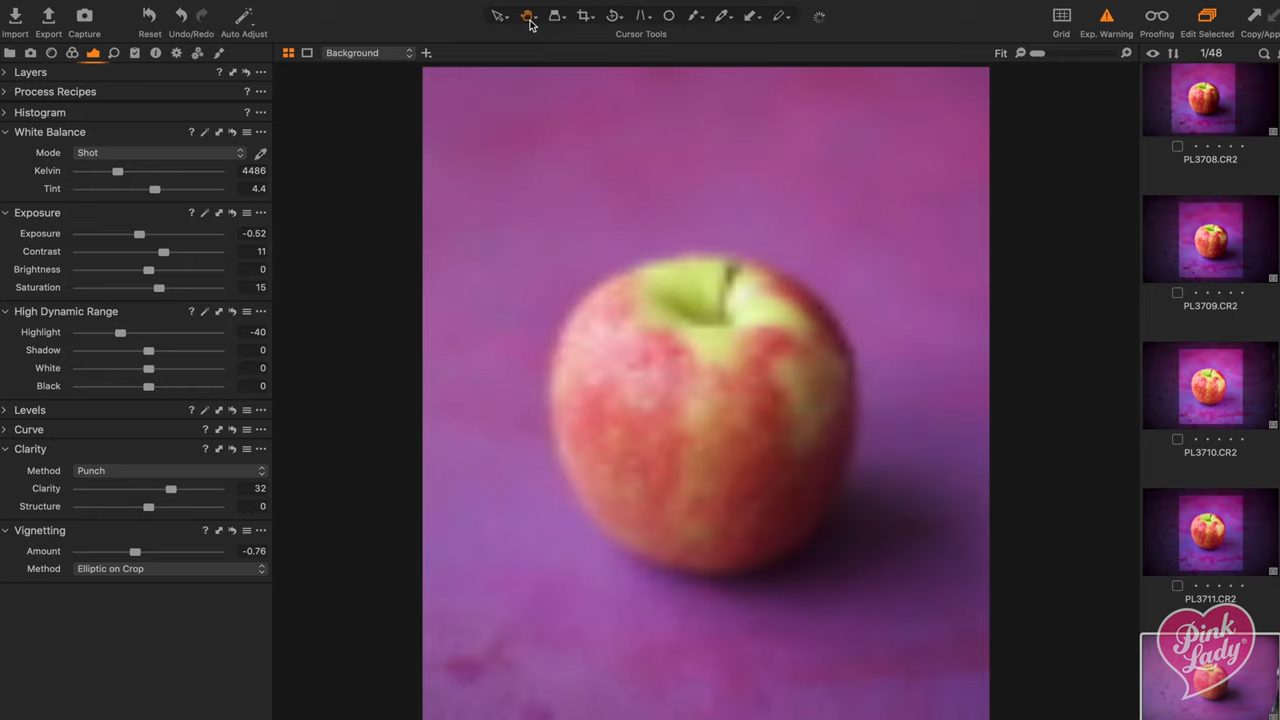 Import
Export
Capture
Reset
Undo/Redo
Auto Adjust
Cursor Tools
Grid
Exp. Warning
Proofing
Edit Selected
Copy/Ap
Background
Fit
1/48
Layers
Process Recipes
Histogram
White Balance
Mode Shot
Kelvin 4486
Tint 4.4
Exposure
Exposure -0.52
Contrast 11
Brightness 0
Saturation 15
High Dynamic Range
Highlight -40
Shadow 0
White 0
Black 0
Levels
Curve
Clarity
Method Punch
Clarity 32
Structure 0
Vignetting
Amount -0.76
Method Elliptic on Crop
PL3708.CR2
PL3709.CR2
PL3710.CR2
PL3711.CR2
Pink
Lady